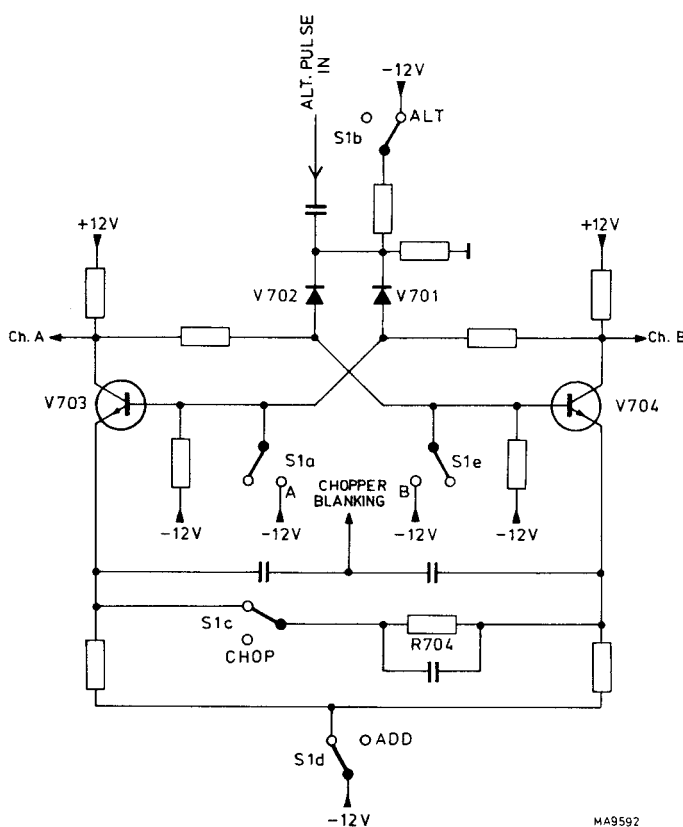 ALT. PULSE
IN
-12V
ALT
S1b
+12V
+12V
V702
V701
Ch. A
Ch. B
V703
V704
S1a
S1e
A
CHOPPER
BLANKING
B
-12V
-12V
-12V
-12V
S1c
R704
CHOP
ADD
S1d
-12V
MA9592